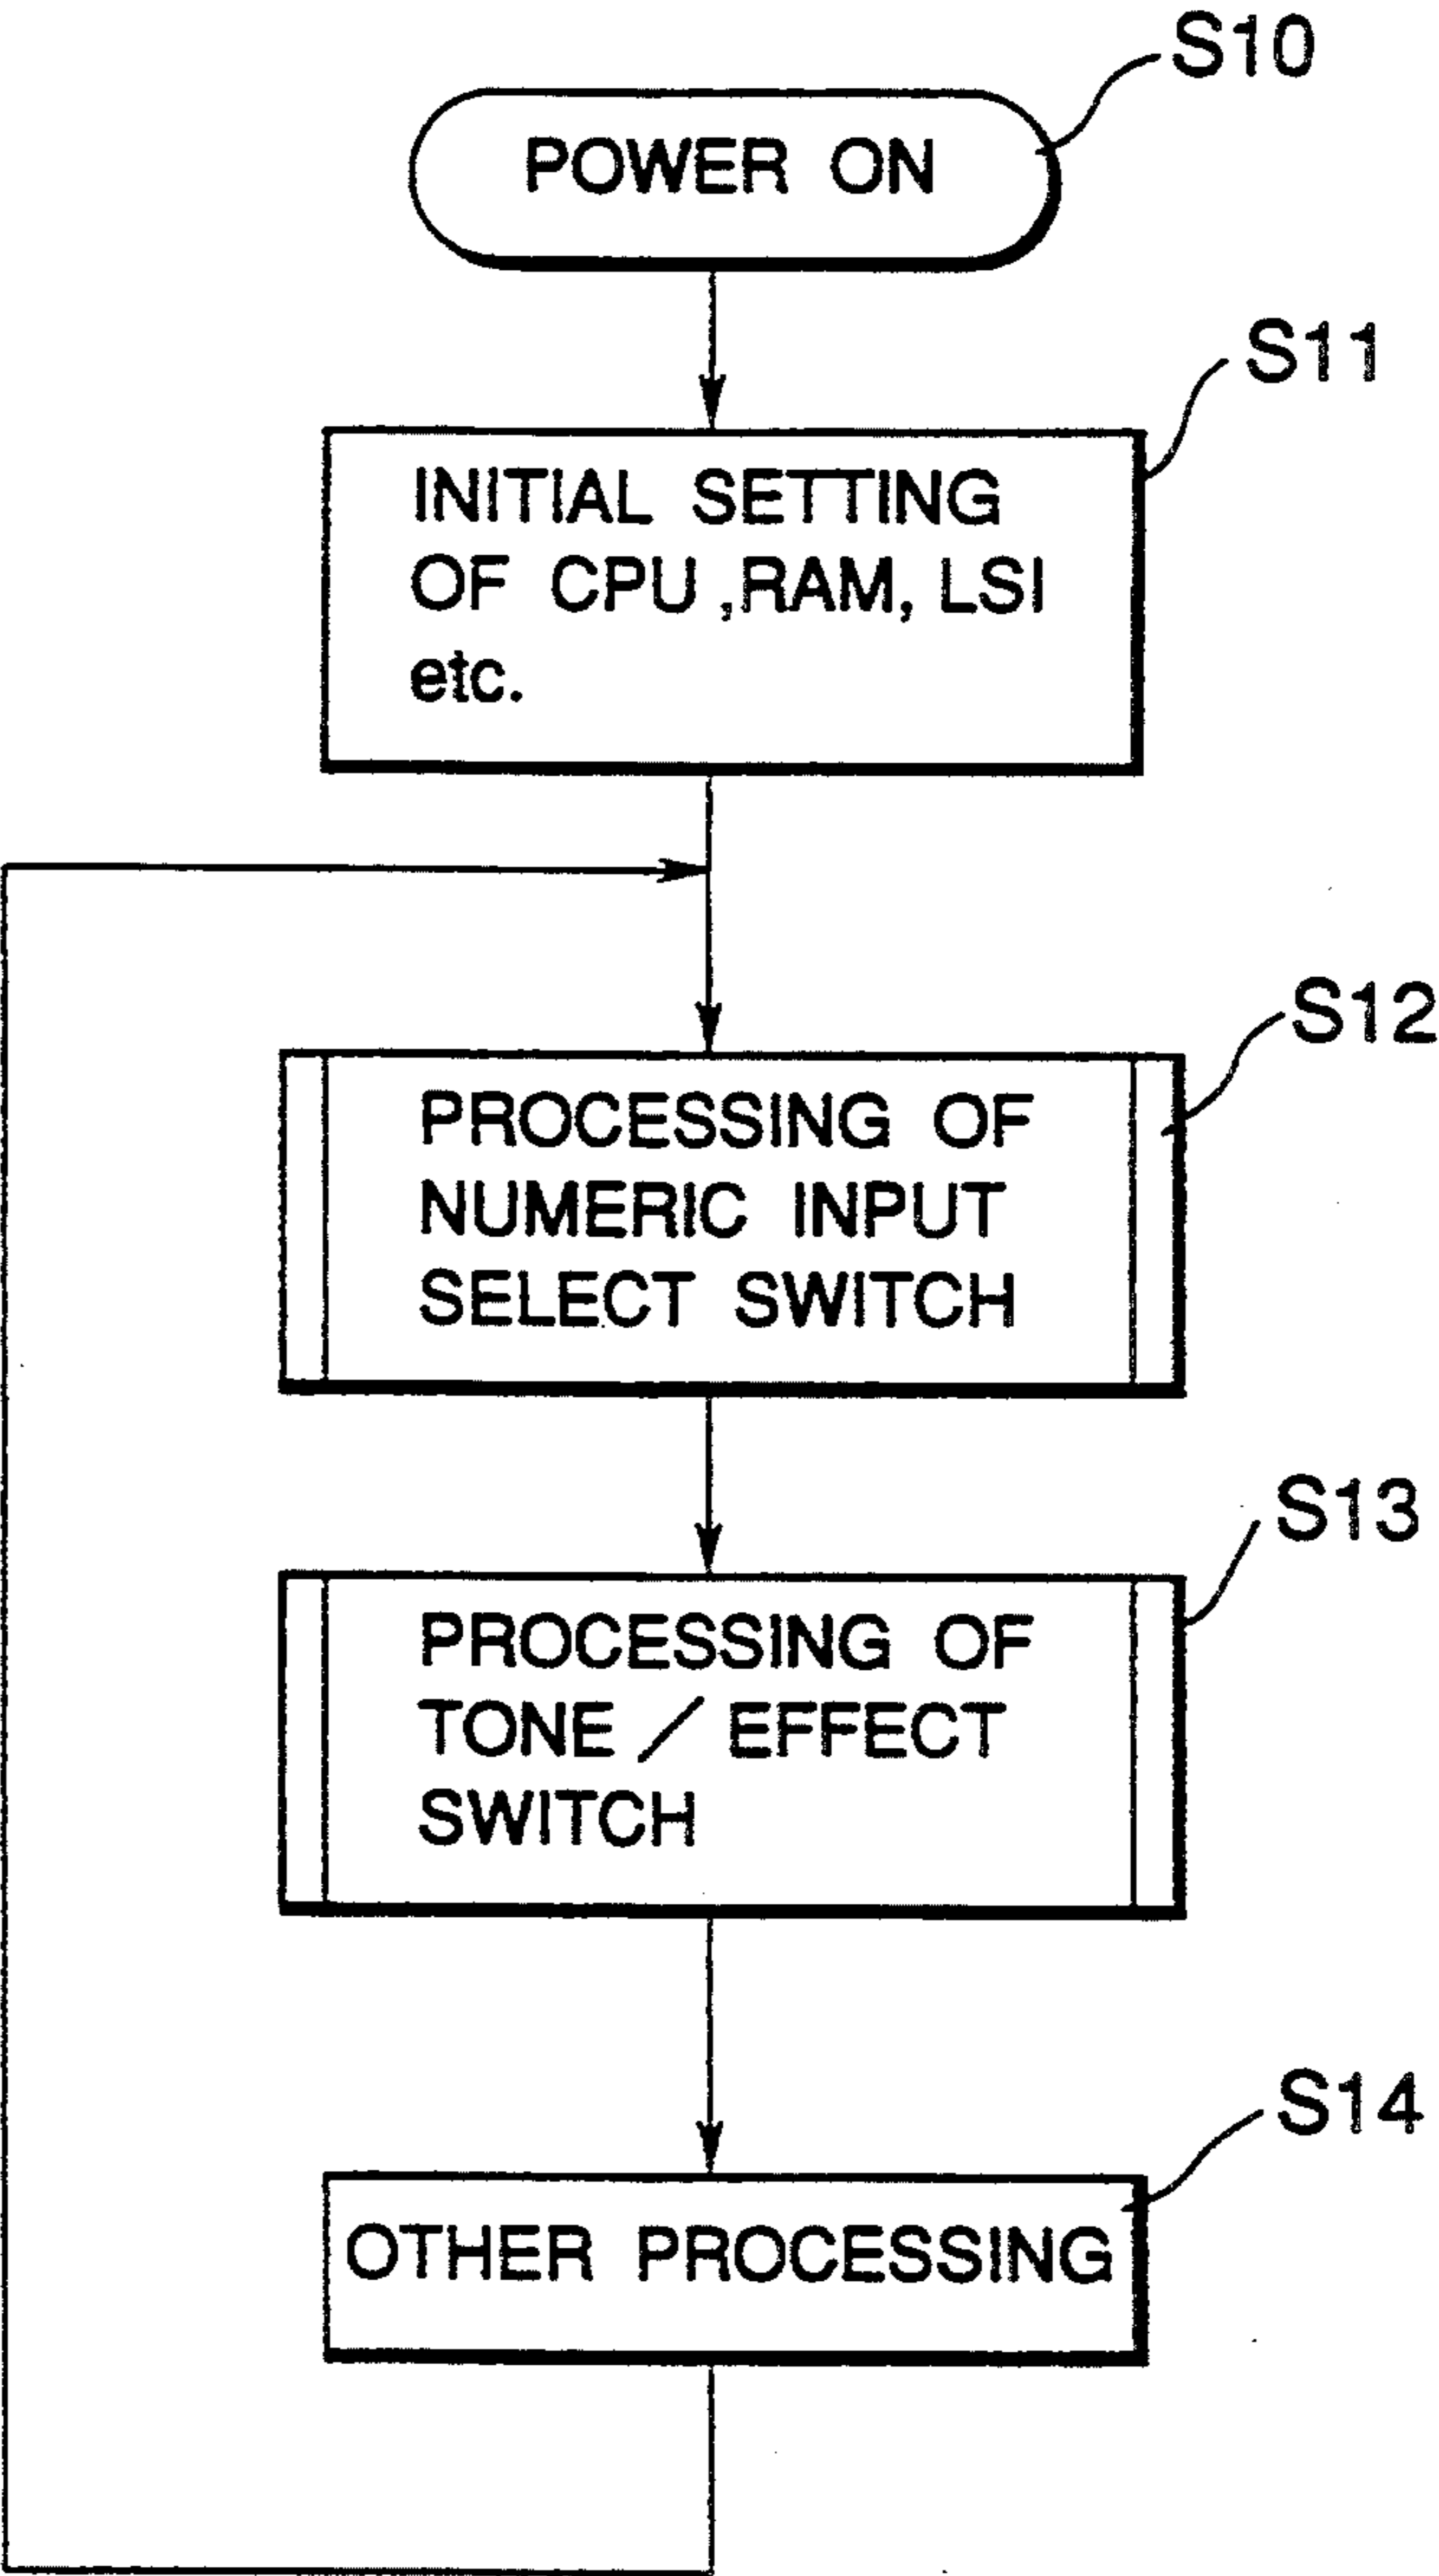 S10
POWER ON
S11
INITIAL SETTING
OF CPU ,RAM, LSI
etc.
S12
PROCESSING OF
NUMERIC INPUT
SELECT SWITCH
S13
PROCESSING OF
TONE / EFFECT
SWITCH
S14
OTHER PROCESSING